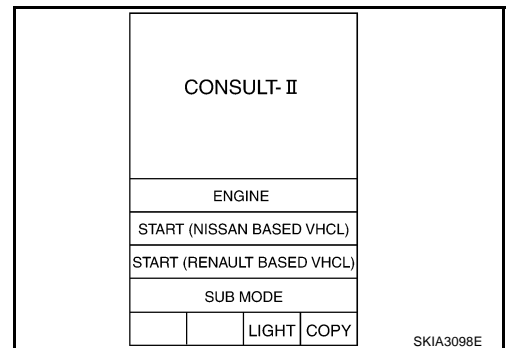 CONSULT-II
ENGINE
START (NISSAN BASED VHCL)
START (RENAULT BASED VHCL)
SUB MODE
LIGHT COPY
SKIA3098E